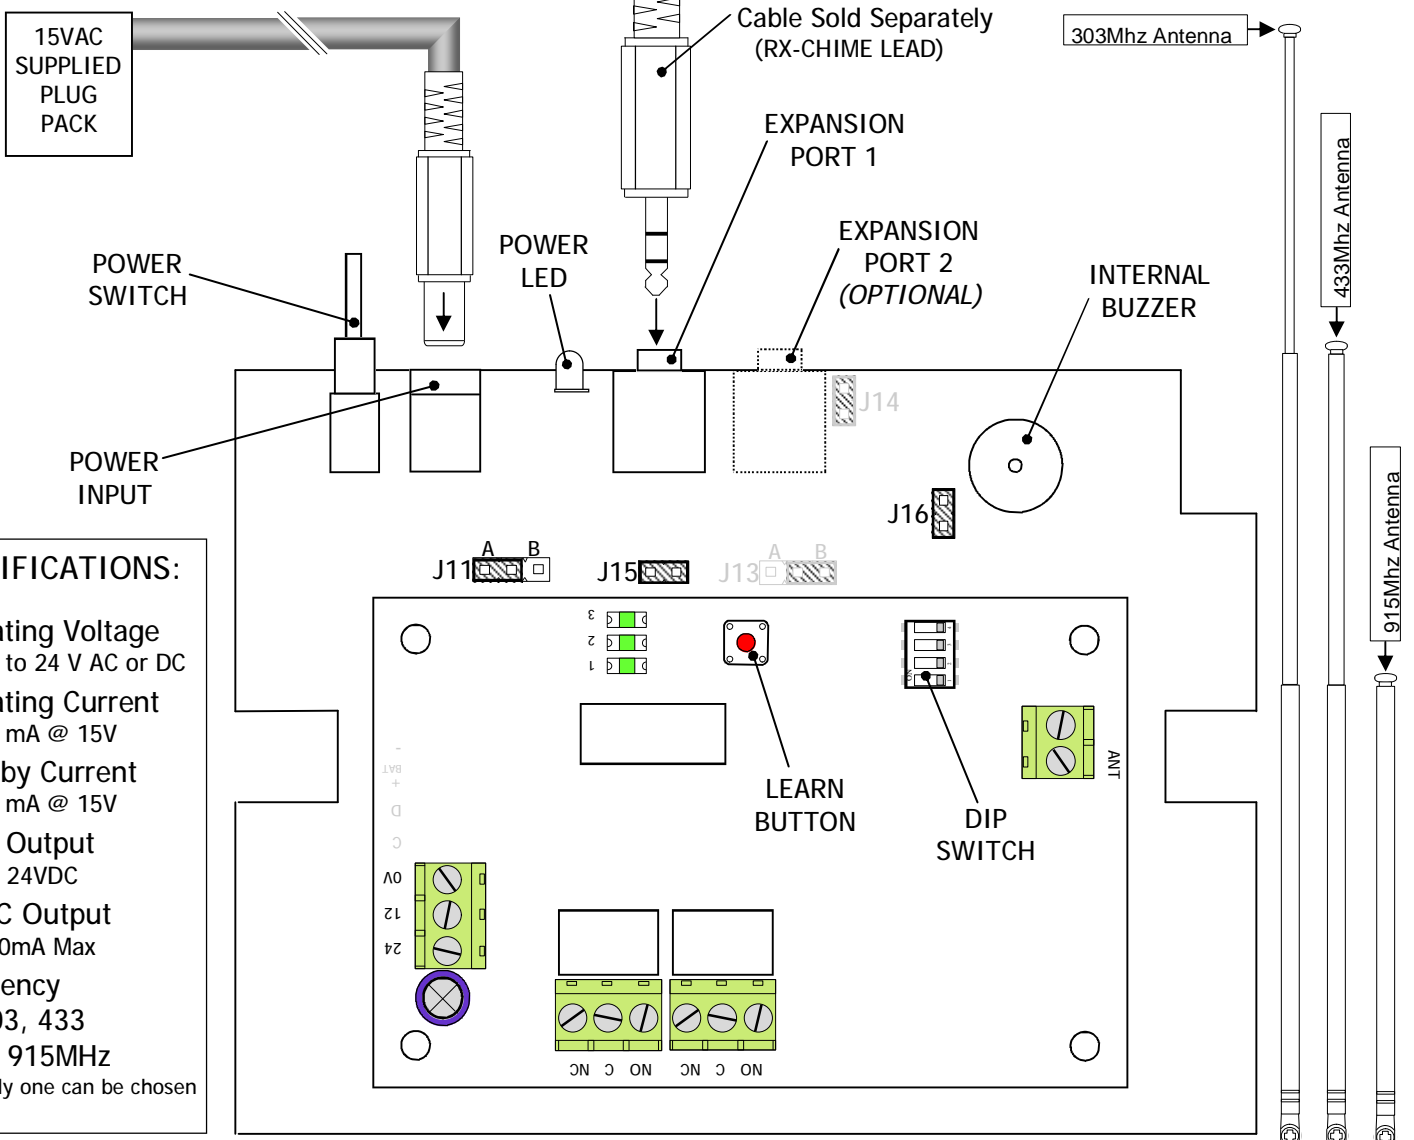 15VAC
SUPPLIED
PLUG
PACK
Cable Sold Separately
(RX-CHIME LEAD)
303Mhz Antenna
433Mhz Antenna
915Mhz Antenna
EXPANSION
PORT 1
EXPANSION
PORT 2
(OPTIONAL)
POWER
SWITCH
POWER
LED
INTERNAL
BUZZER
POWER
INPUT
J14
J16
A B
J11
J15
A B
J13
IFICATIONS:
ating Voltage
to 24 V AC or DC
ating Current
mA @ 15V
by Current
mA @ 15V
Output
24VDC
C Output
0mA Max
ency
03, 433
915MHz
ly one can be chosen
3
2
1
LEARN
BUTTON
DIP
SWITCH
ANT
-
BAT
+
D
C
0V
12
24
NC C NO
NC C NO